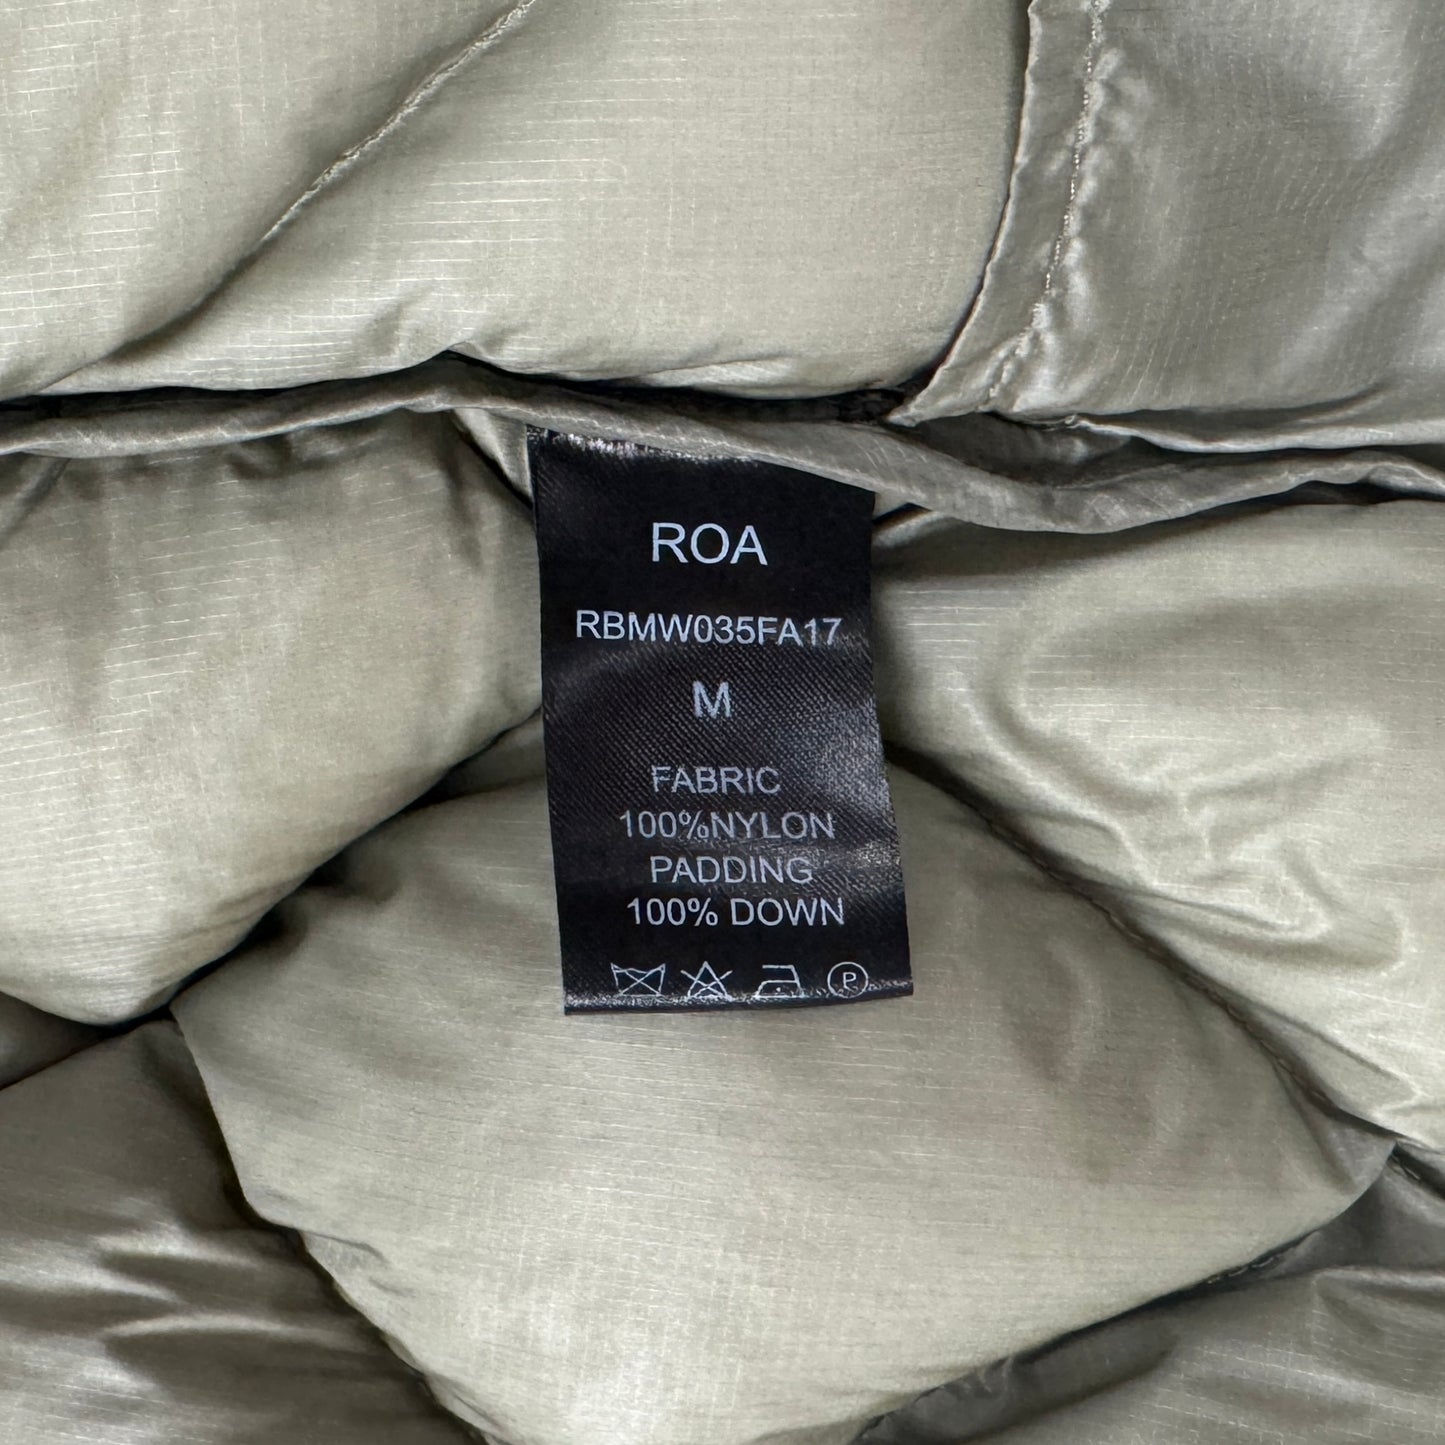 ROA
RBMW035FA17
M
FABRIC
100%NYLON
PADDING
100% DOWN
P